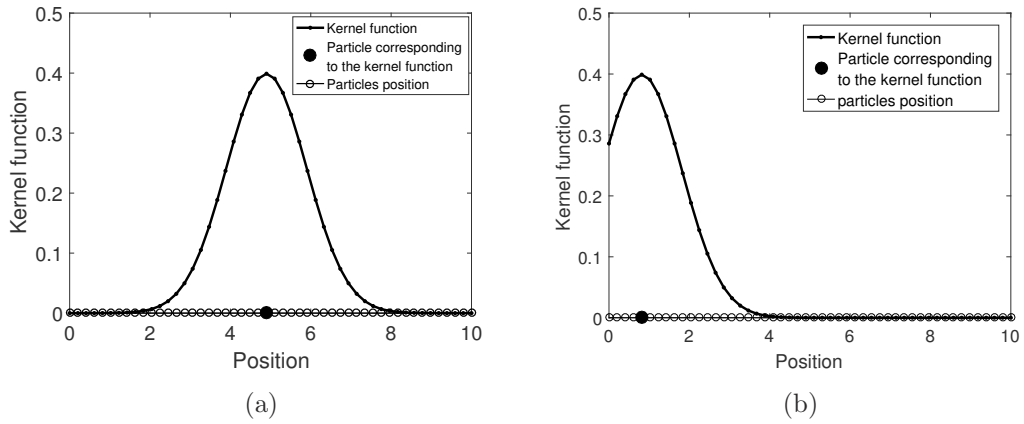 Kernel function
Particle corresponding
to the kernel function
Particles position
Kernel function
0.5
0.4
0.3
0.2
0.1
0
0 2 4 6 8 10
Position
(a)
Kernel function
Particle corresponding
to the kernel function
particles position
Kernel function
0.5
0.4
0.3
0.2
0.1
0
0 2 4 6 8 10
Position
(b)